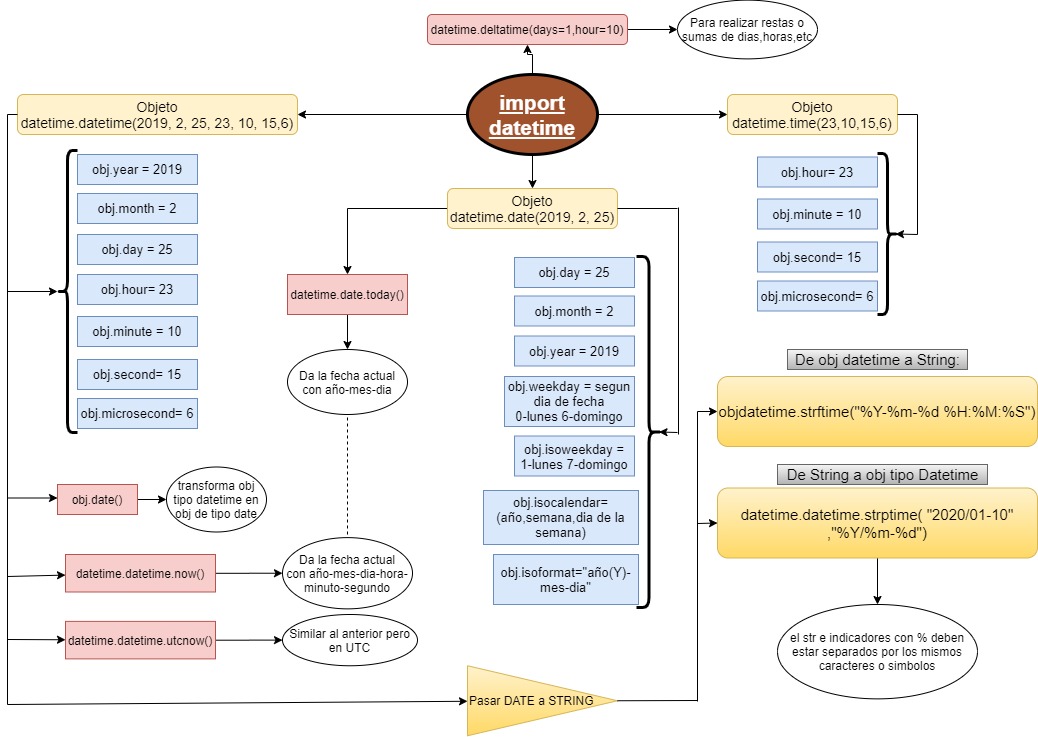 datetime.deltatime(days=1,hour=10)
Para realizar restas o
sumas de dias,horas,etc
import
datetime
Objeto
datetime.datetime(2019, 2, 25, 23, 10, 15,6)
obj.year = 2019
obj.month = 2
obj.day = 25
obj.hour= 23
obj.minute = 10
obj.second= 15
obj.microsecond= 6
obj.date()
transforma obj
tipo datetime en
obj de tipo date
datetime.datetime.now()
Da la fecha actual
con año-mes-dia-hora-
minuto-segundo
datetime.datetime.utcnow()
Similar al anterior pero
en UTC
Objeto
datetime.date(2019, 2, 25)
datetime.date.today()
Da la fecha actual
con año-mes-dia
obj.day = 25
obj.month = 2
obj.year = 2019
obj.weekday = segun
dia de fecha
0-lunes 6-domingo
obj.isoweekday =
1-lunes 7-domingo
obj.isocalendar=
(año,semana,dia de la
semana)
obj.isoformat="año(Y)-
mes-dia"
Objeto
datetime.time(23,10,15,6)
obj.hour= 23
obj.minute = 10
obj.second= 15
obj.microsecond= 6
Pasar DATE a STRING
De obj datetime a String:
objdatetime.strftime("%Y-%m-%d %H:%M:%S")
De String a obj tipo Datetime
datetime.datetime.strptime( "2020/01-10"
,"%Y/%m-%d")
el str e indicadores con % deben
estar separados por los mismos
caracteres o simbolos